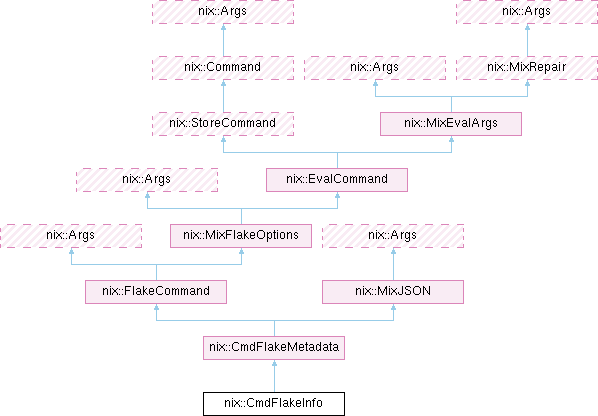 nix::Args
nix::Args
nix::Command
nix::Args
nix::MixRepair
nix::StoreCommand
nix::MixEvalArgs
nix::Args
nix::EvalCommand
nix::Args
nix::MixFlakeOptions
nix::Args
nix::FlakeCommand
nix::MixJSON
nix::CmdFlakeMetadata
nix::CmdFlakeInfo